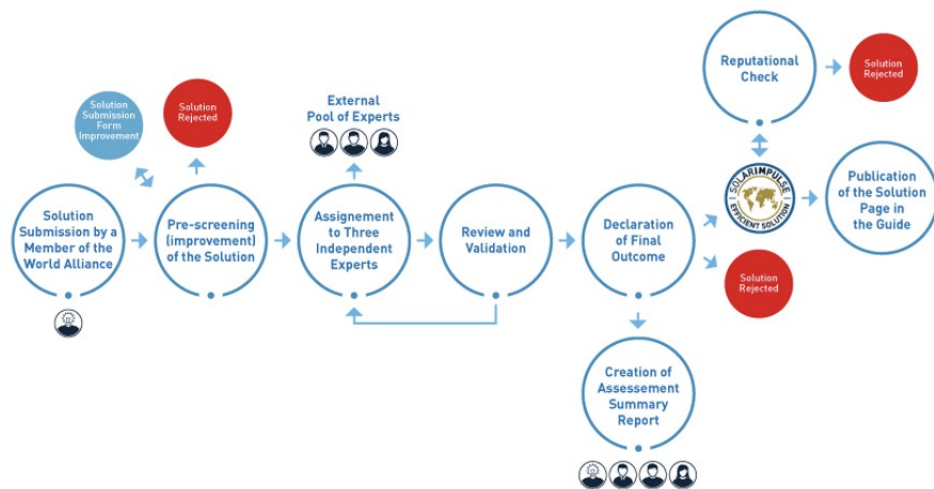 Solution
Submission by a
Member of the
World Alliance
Solution
Submission
Form
Improvement
Solution
Rejected
Pre-screening
(improvement)
of the Solution
External
Pool of Experts
Assignement
to Three
Independent
Experts
Review and
Validation
Declaration
of Final
Outcome
Creation of
Assessement
Summary
Report
Reputational
Check
Solution
Rejected
SOLARIMPULSE
EFFICIENT SOLUTION
Solution
Rejected
Publication
of the Solution
Page in
the Guide